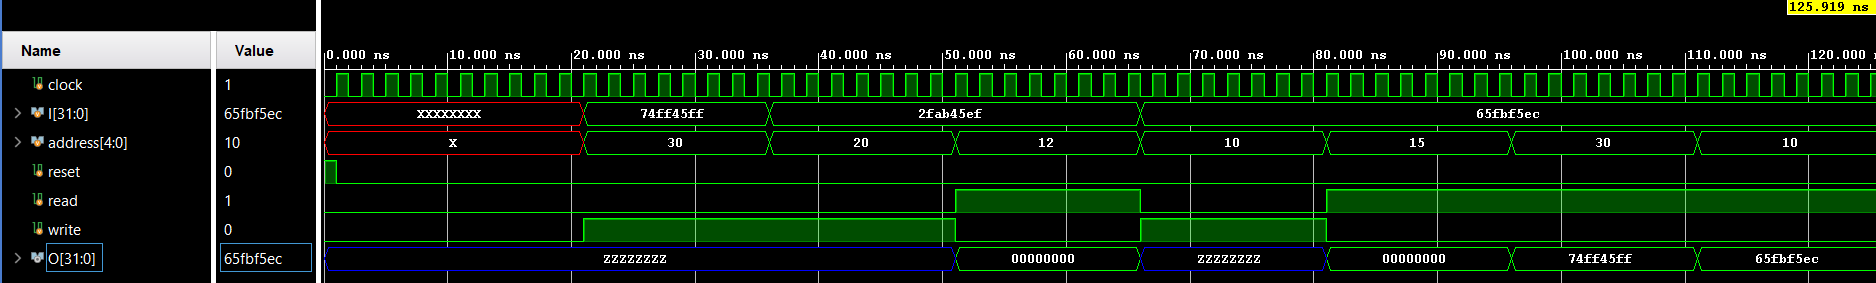 125.919 ns
Name Value
0.000 ns 10.000 ns 20.000 ns 30.000 ns 40.000 ns 50.000 ns 60.000 ns 70.000 ns 80.000 ns 90.000 ns 100.000 ns 110.000 ns 120.000
clock 1
I[31:0] 65fbf5ec XXXXXXXX 74ff45ff 2fab45ef 65fbf5ec
address[4:0] 10 X 30 20 12 10 15 30 10
reset 0
read 1
write 0
O[31:0] 65fbf5ec ZZZZZZZZ 00000000 ZZZZZZZZ 00000000 74ff45ff 65fbf5ec